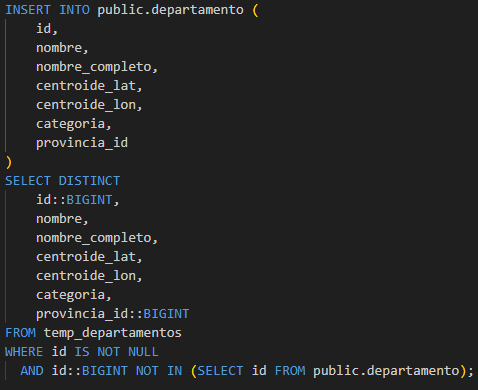 INSERT INTO public.departamento (
    id,
    nombre,
    nombre_completo,
    centroide_lat,
    centroide_lon,
    categoria,
    provincia_id
)
SELECT DISTINCT
    id::BIGINT,
    nombre,
    nombre_completo,
    centroide_lat,
    centroide_lon,
    categoria,
    provincia_id::BIGINT
FROM temp_departamentos
WHERE id IS NOT NULL
  AND id::BIGINT NOT IN (SELECT id FROM public.departamento);